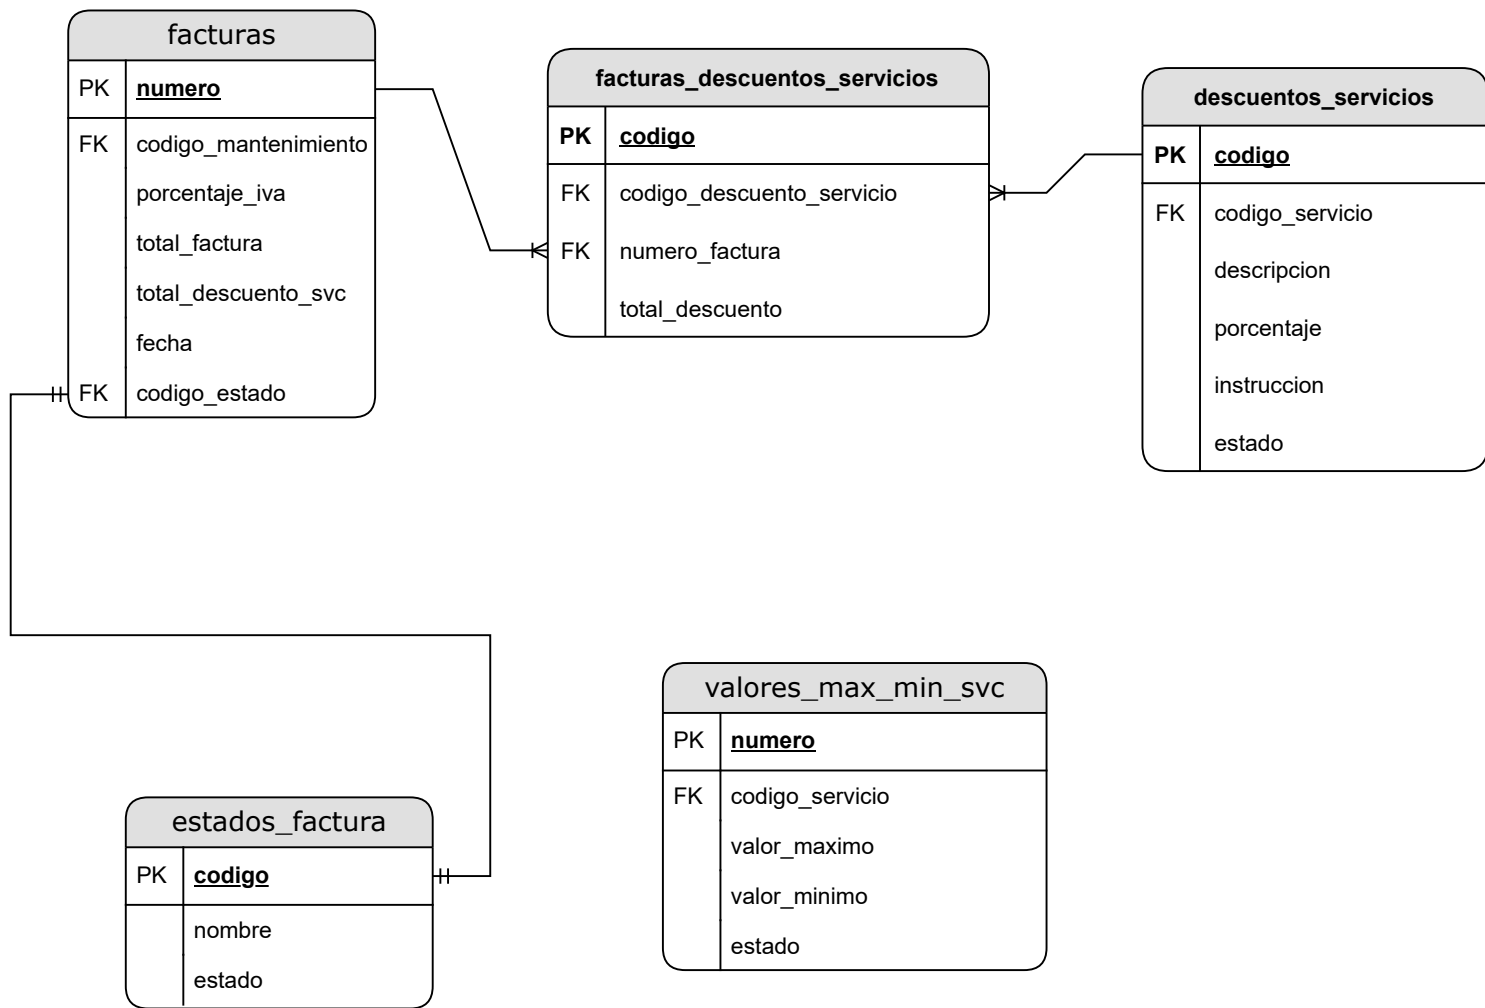 facturas
PK numero
FK codigo_mantenimiento
porcentaje_iva
total_factura
total_descuento_svc
fecha
FK codigo_estado
facturas_descuentos_servicios
PK codigo
FK codigo_descuento_servicio
FK numero_factura
total_descuento
descuentos_servicios
PK codigo
FK codigo_servicio
descripcion
porcentaje
instruccion
estado
estados_factura
PK codigo
nombre
estado
valores_max_min_svc
PK numero
FK codigo_servicio
valor_maximo
valor_minimo
estado